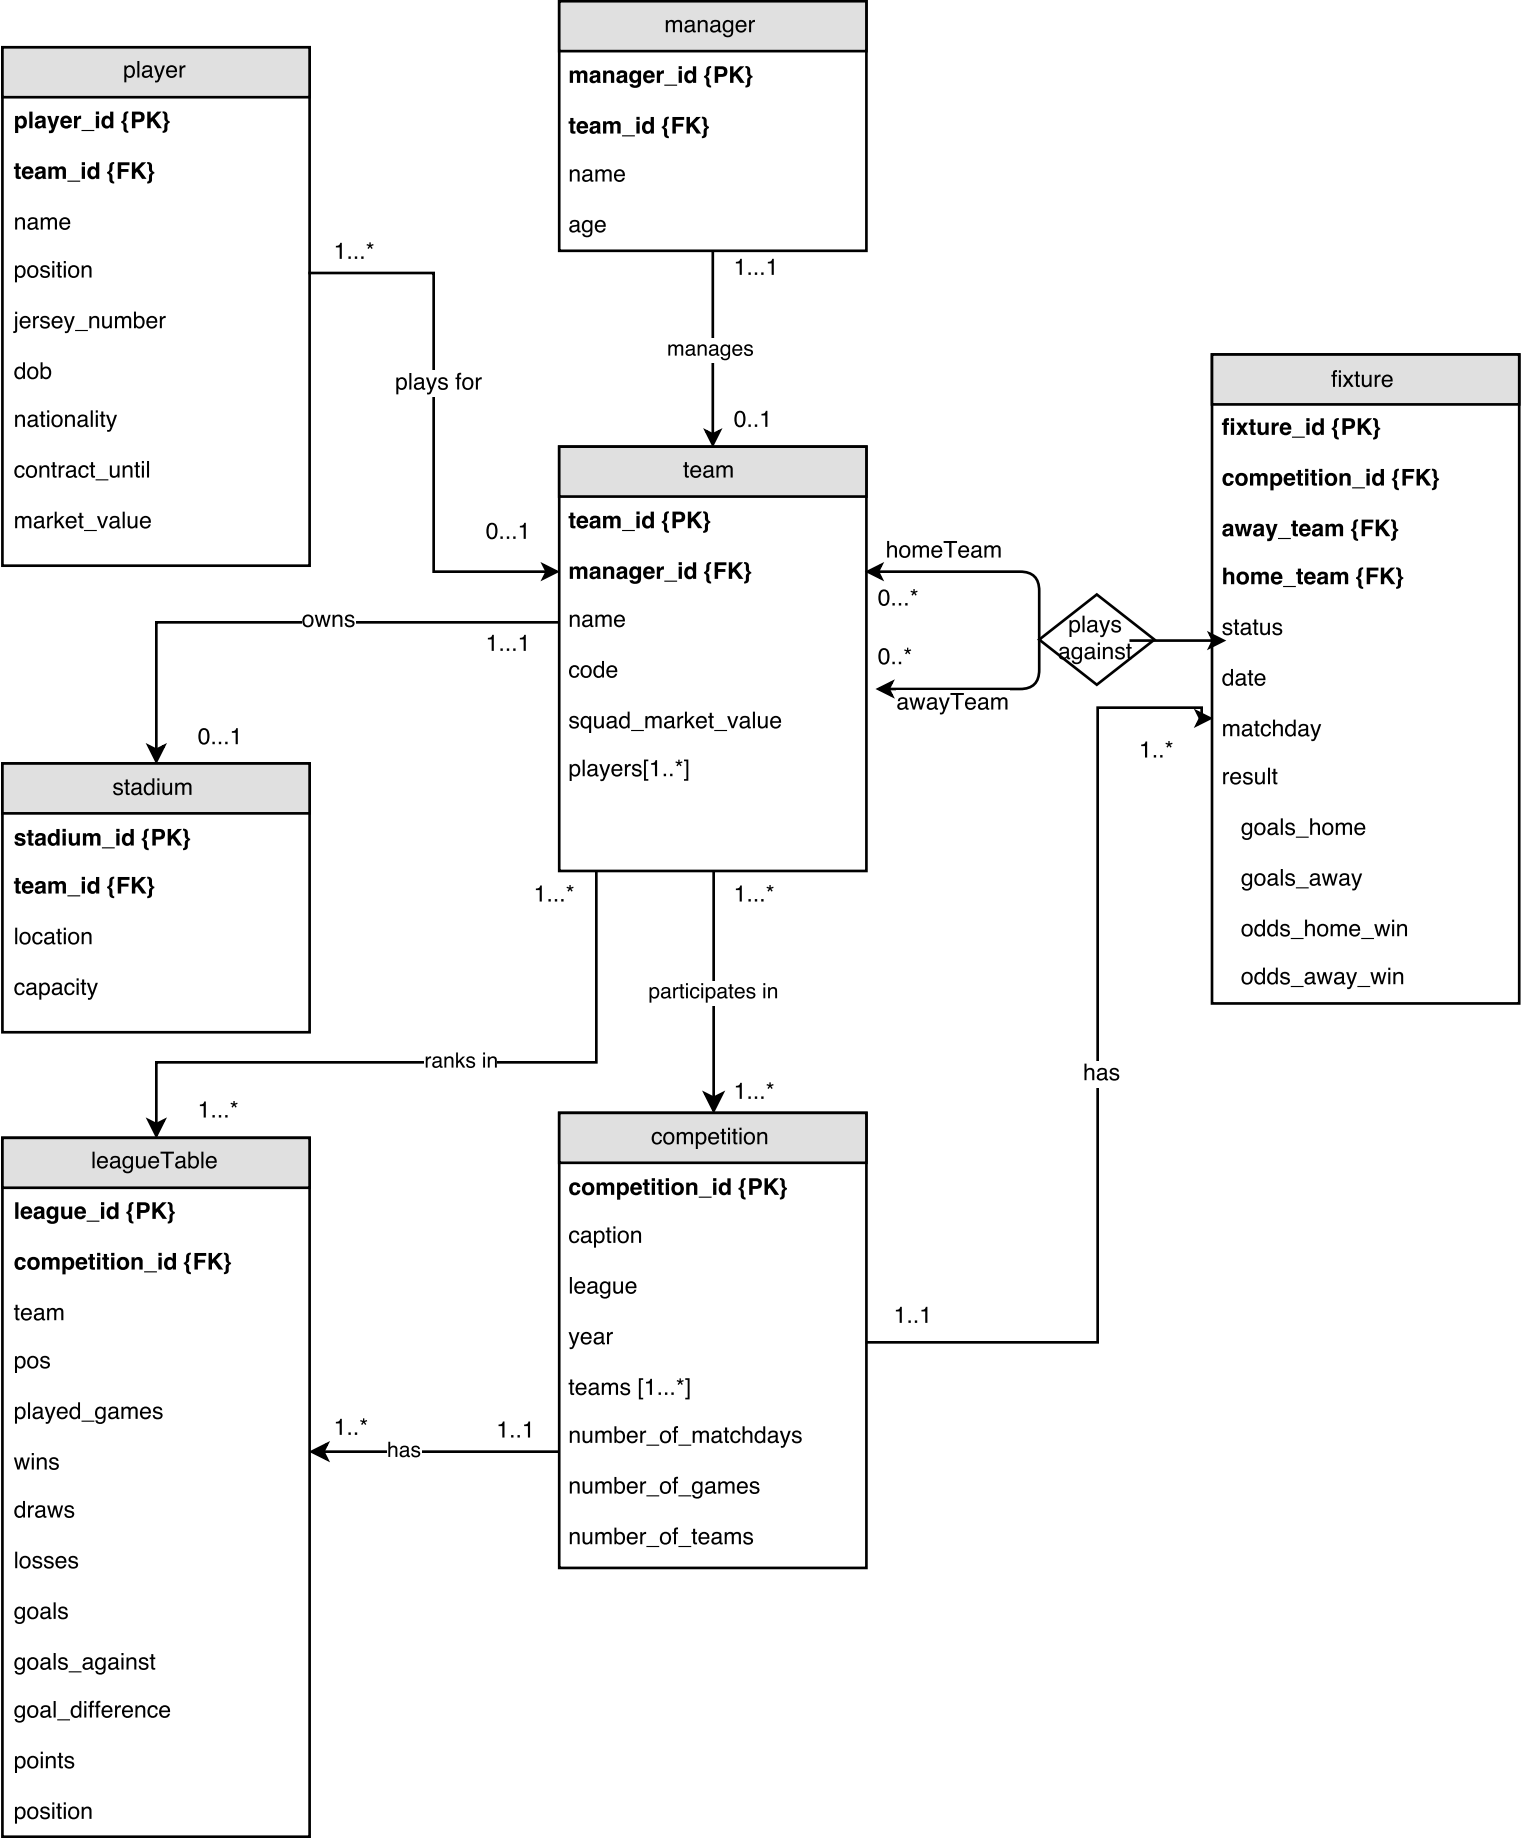 manager
manager_id {PK}
team_id {FK}
name
age
player
player_id {PK}
team_id {FK}
name
position
jersey_number
dob
nationality
contract_until
market_value
1...*
plays for
0...1
1...1
manages
0..1
team
team_id {PK}
manager_id {FK}
name
code
squad_market_value
players[1..*]
homeTeam
0...*
0..*
awayTeam
plays
against
fixture
fixture_id {PK}
competition_id {FK}
away_team {FK}
home_team {FK}
status
date
matchday
result
goals_home
goals_away
odds_home_win
odds_away_win
owns
1...1
0...1
stadium
stadium_id {PK}
team_id {FK}
location
capacity
1...*
ranks in
1...*
1...*
participates in
1...*
1..*
has
1..1
leagueTable
league_id {PK}
competition_id {FK}
team
pos
played_games
wins
draws
losses
goals
goals_against
goal_difference
points
position
1..*
has
1..1
competition
competition_id {PK}
caption
league
year
teams [1...*]
number_of_matchdays
number_of_games
number_of_teams